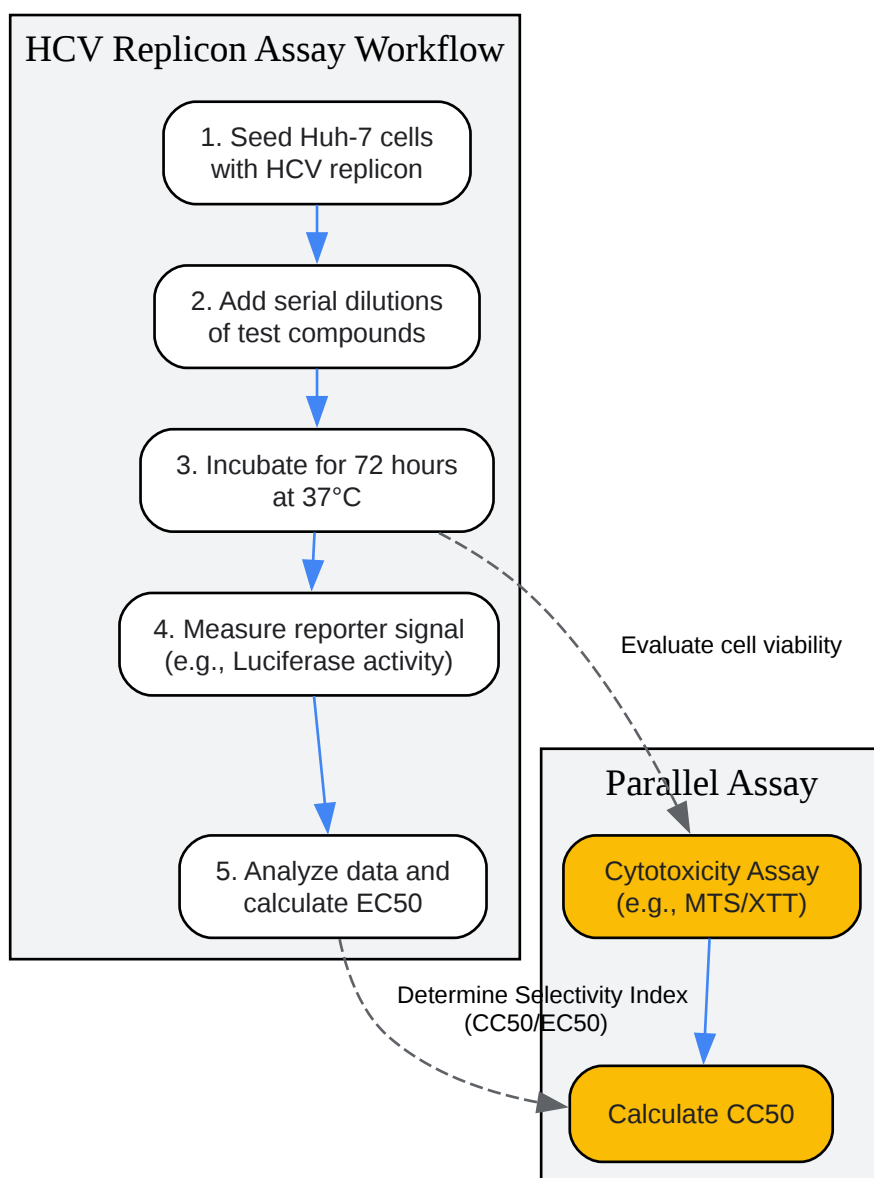 HCV Replicon Assay Workflow
1. Seed Huh-7 cells
with HCV replicon
2. Add serial dilutions
of test compounds
3. Incubate for 72 hours
at 37°C
4. Measure reporter signal
(e.g., Luciferase activity)
Evaluate cell viability
5. Analyze data and
calculate EC50
Parallel Assay
Cytotoxicity Assay
(e.g., MTS/XTT)
Determine Selectivity Index
(CC50/EC50)
Calculate CC50